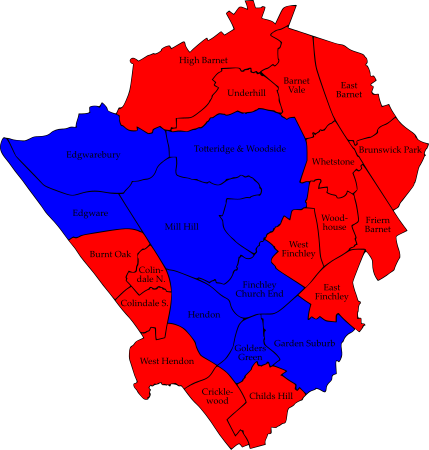 High Barnet
Underhill
Barnet
Vale
East
Barnet
Edgwarebury
Totteridge & Woodside
Whetstone
Brunswick Park
Edgware
Mill Hill
Wood-
house
Friern
Barnet
Burnt Oak
West
Finchley
Colin-
dale N.
Finchley
Church End
East
Finchley
Colindale S.
Hendon
Golders
Green
Garden Suburb
West Hendon
Crickle-
wood
Childs Hill